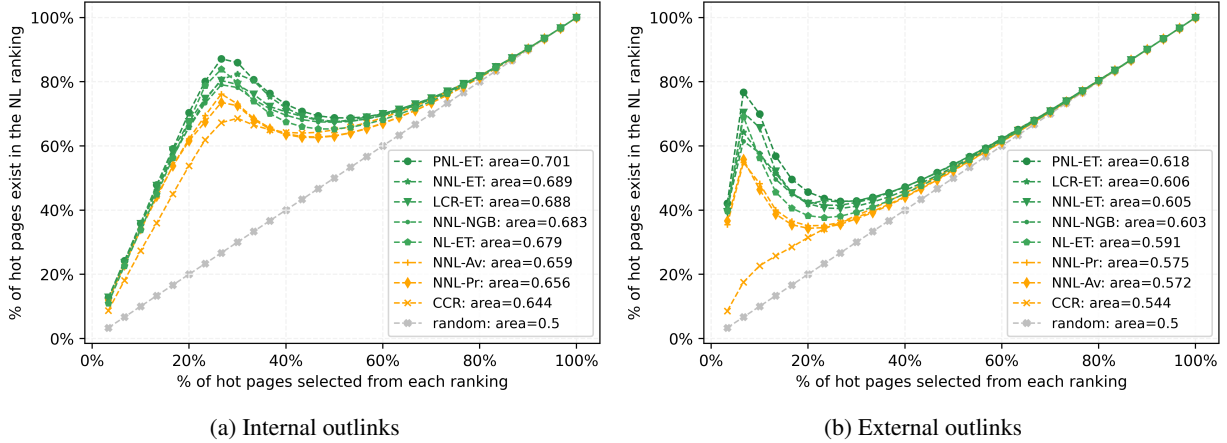 % of hot pages exist in the NL ranking
100%
80%
60%
40%
20%
0%
0% 20% 40% 60% 80% 100%
% of hot pages selected from each ranking
PNL-ET: area=0.701
NNL-ET: area=0.689
LCR-ET: area=0.688
NNL-NGB: area=0.683
NL-ET: area=0.679
NNL-Av: area=0.659
NNL-Pr: area=0.656
CCR: area=0.644
random: area=0.5
(a) Internal outlinks
% of hot pages exist in the NL ranking
100%
80%
60%
40%
20%
0%
0% 20% 40% 60% 80% 100%
% of hot pages selected from each ranking
PNL-ET: area=0.618
LCR-ET: area=0.606
NNL-ET: area=0.605
NNL-NGB: area=0.603
NL-ET: area=0.591
NNL-Pr: area=0.575
NNL-Av: area=0.572
CCR: area=0.544
random: area=0.5
(b) External outlinks